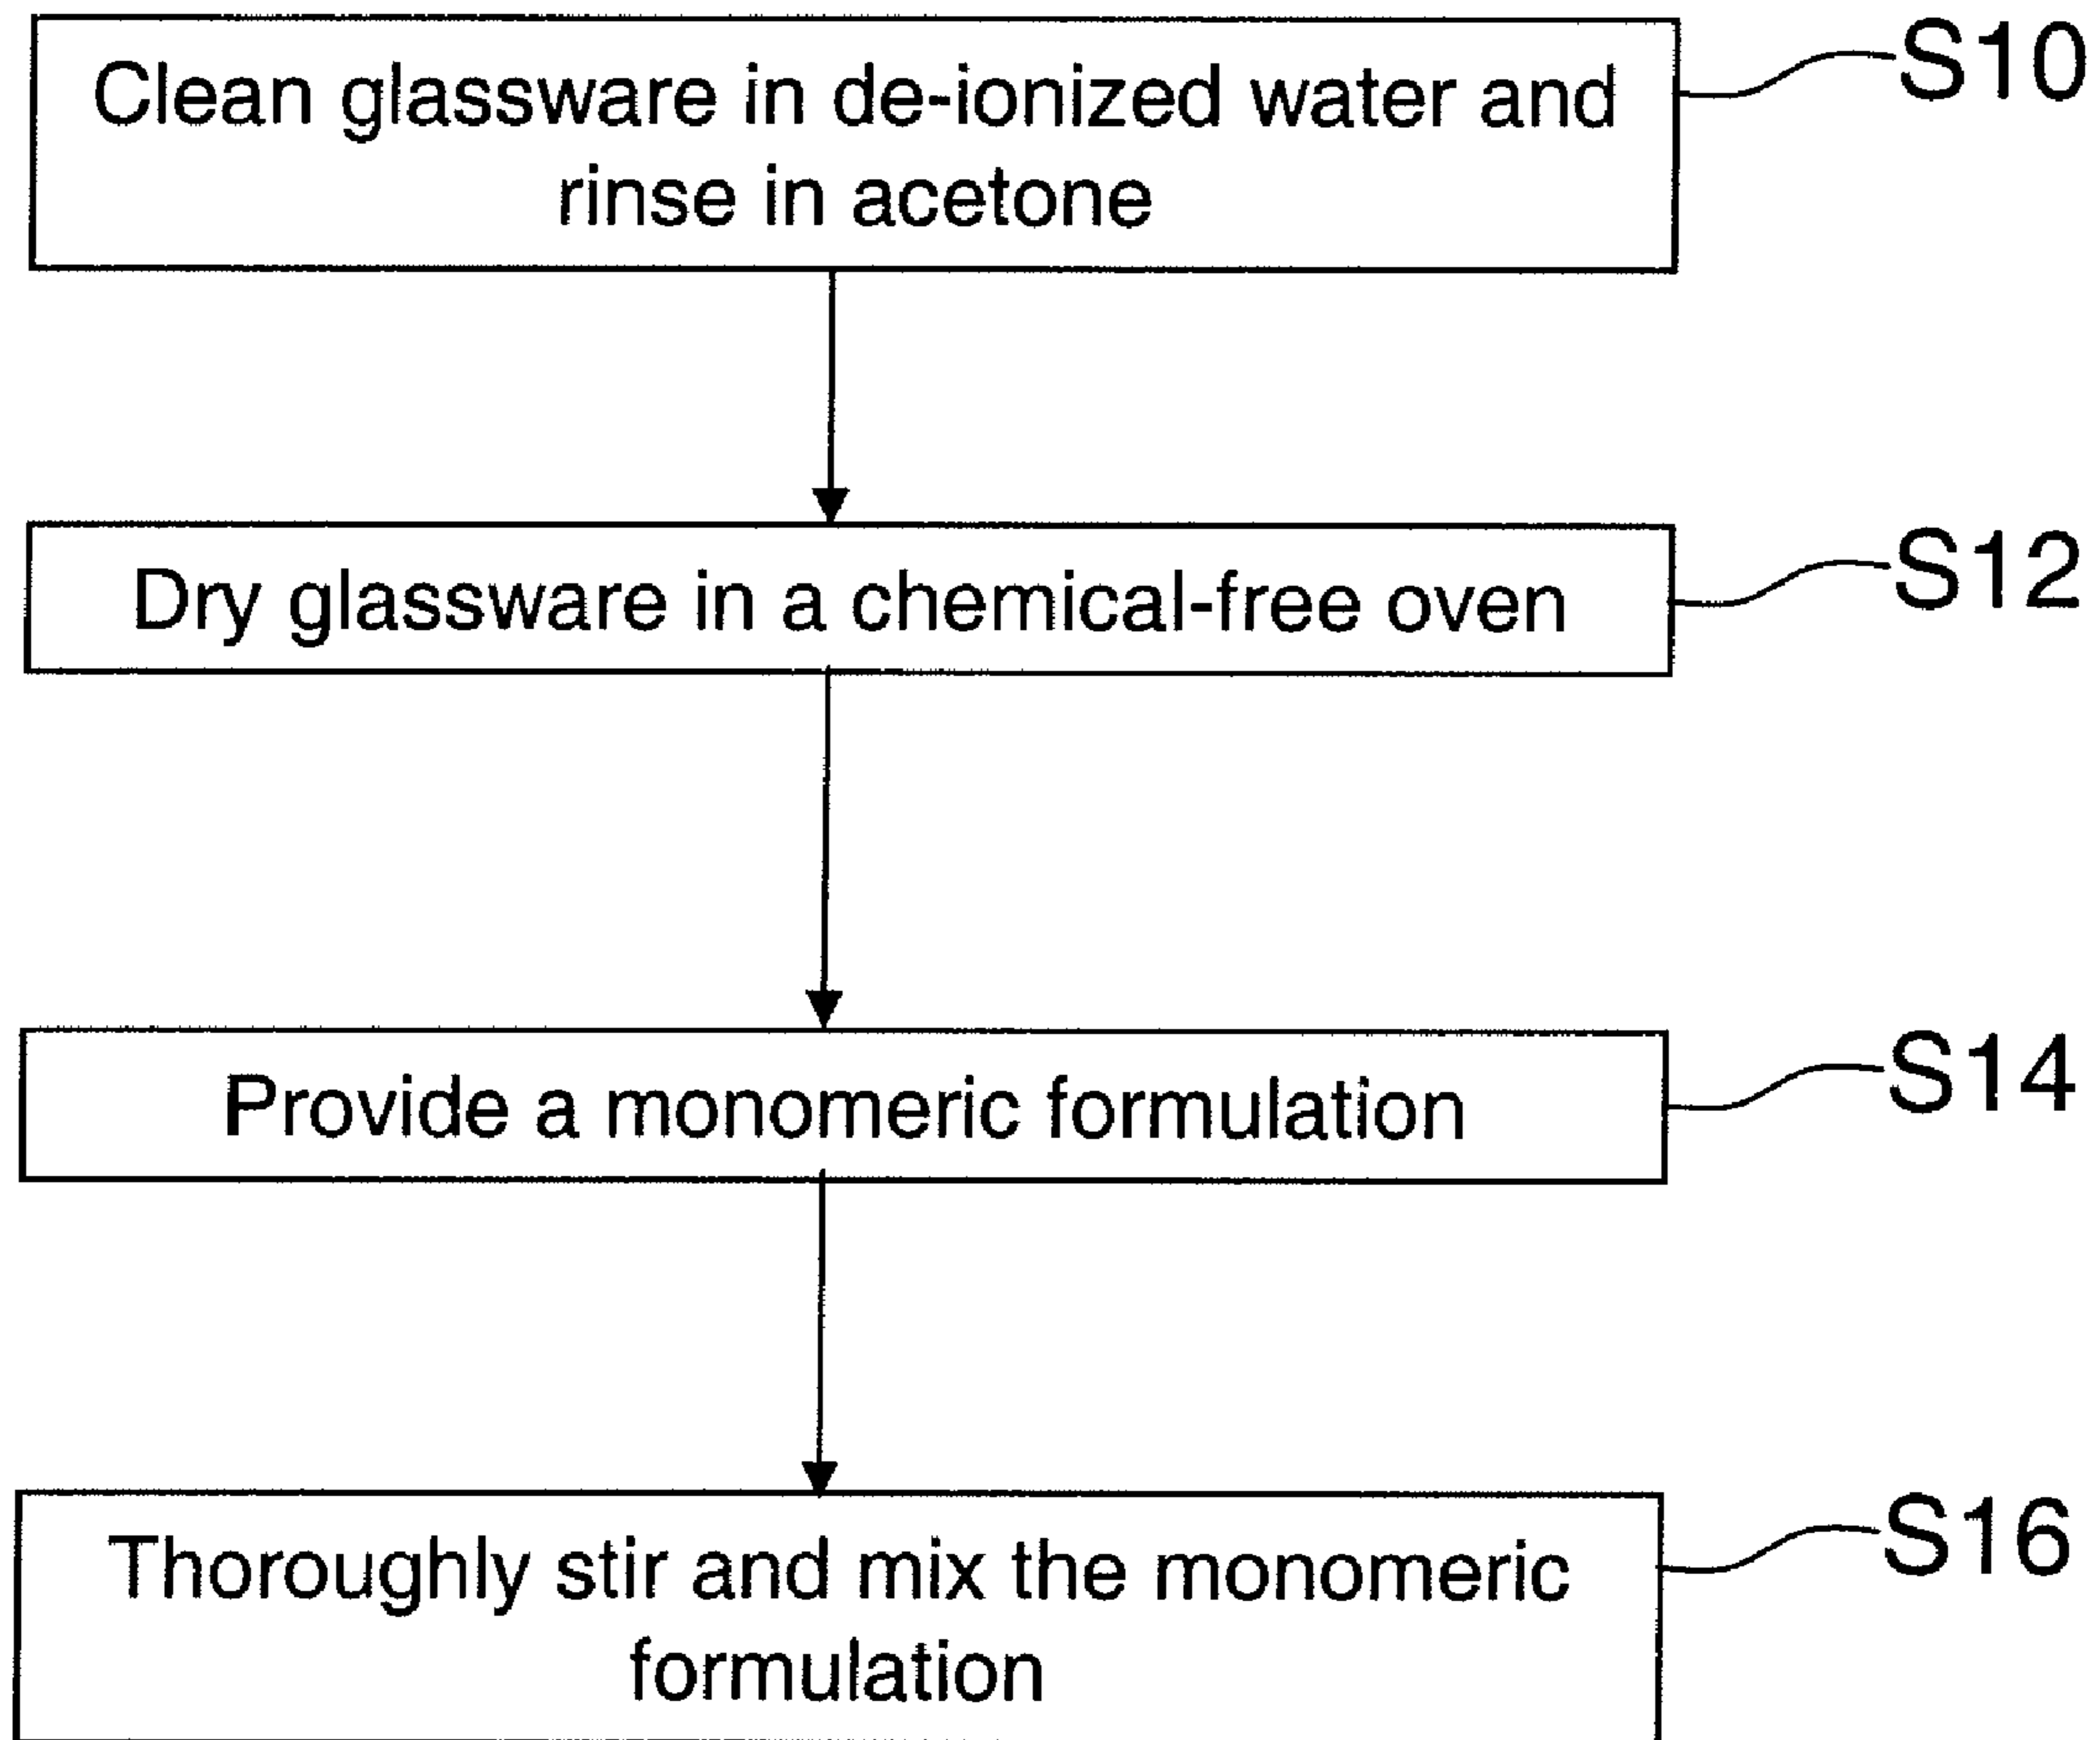 Clean glassware in de-ionized water and
rinse in acetone
S10
Dry glassware in a chemical-free oven
S12
Provide a monomeric formulation
S14
Thoroughly stir and mix the monomeric
formulation
S16